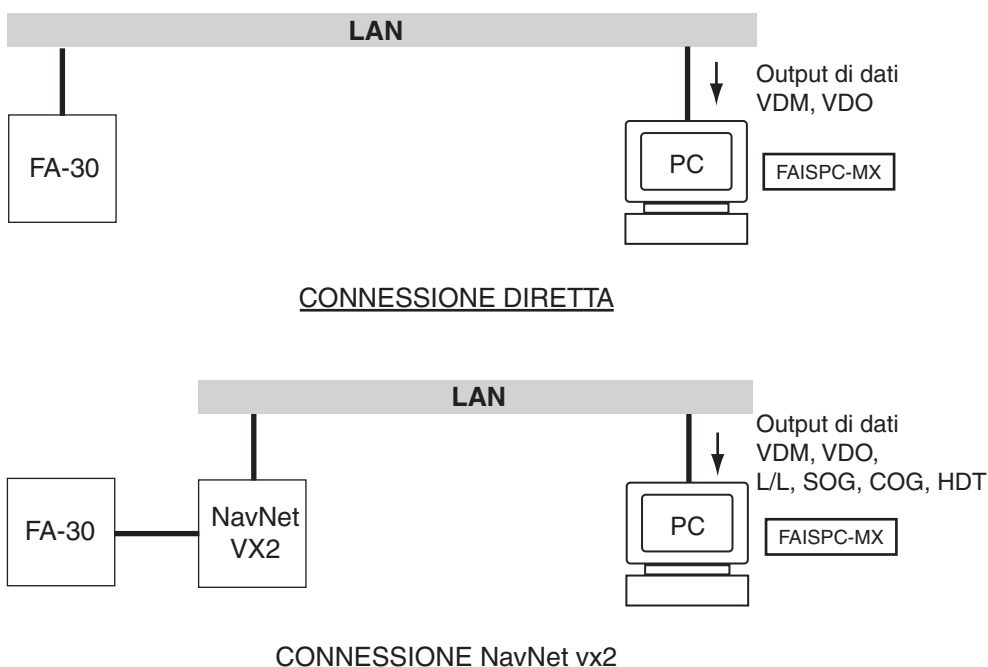 LAN
Output di dati
VDM, VDO
FA-30
PC
FAISPC-MX
CONNESSIONE DIRETTA
LAN
Output di dati
VDM, VDO,
L/L, SOG, COG, HDT
FA-30
NavNet
VX2
PC
FAISPC-MX
CONNESSIONE NavNet vx2